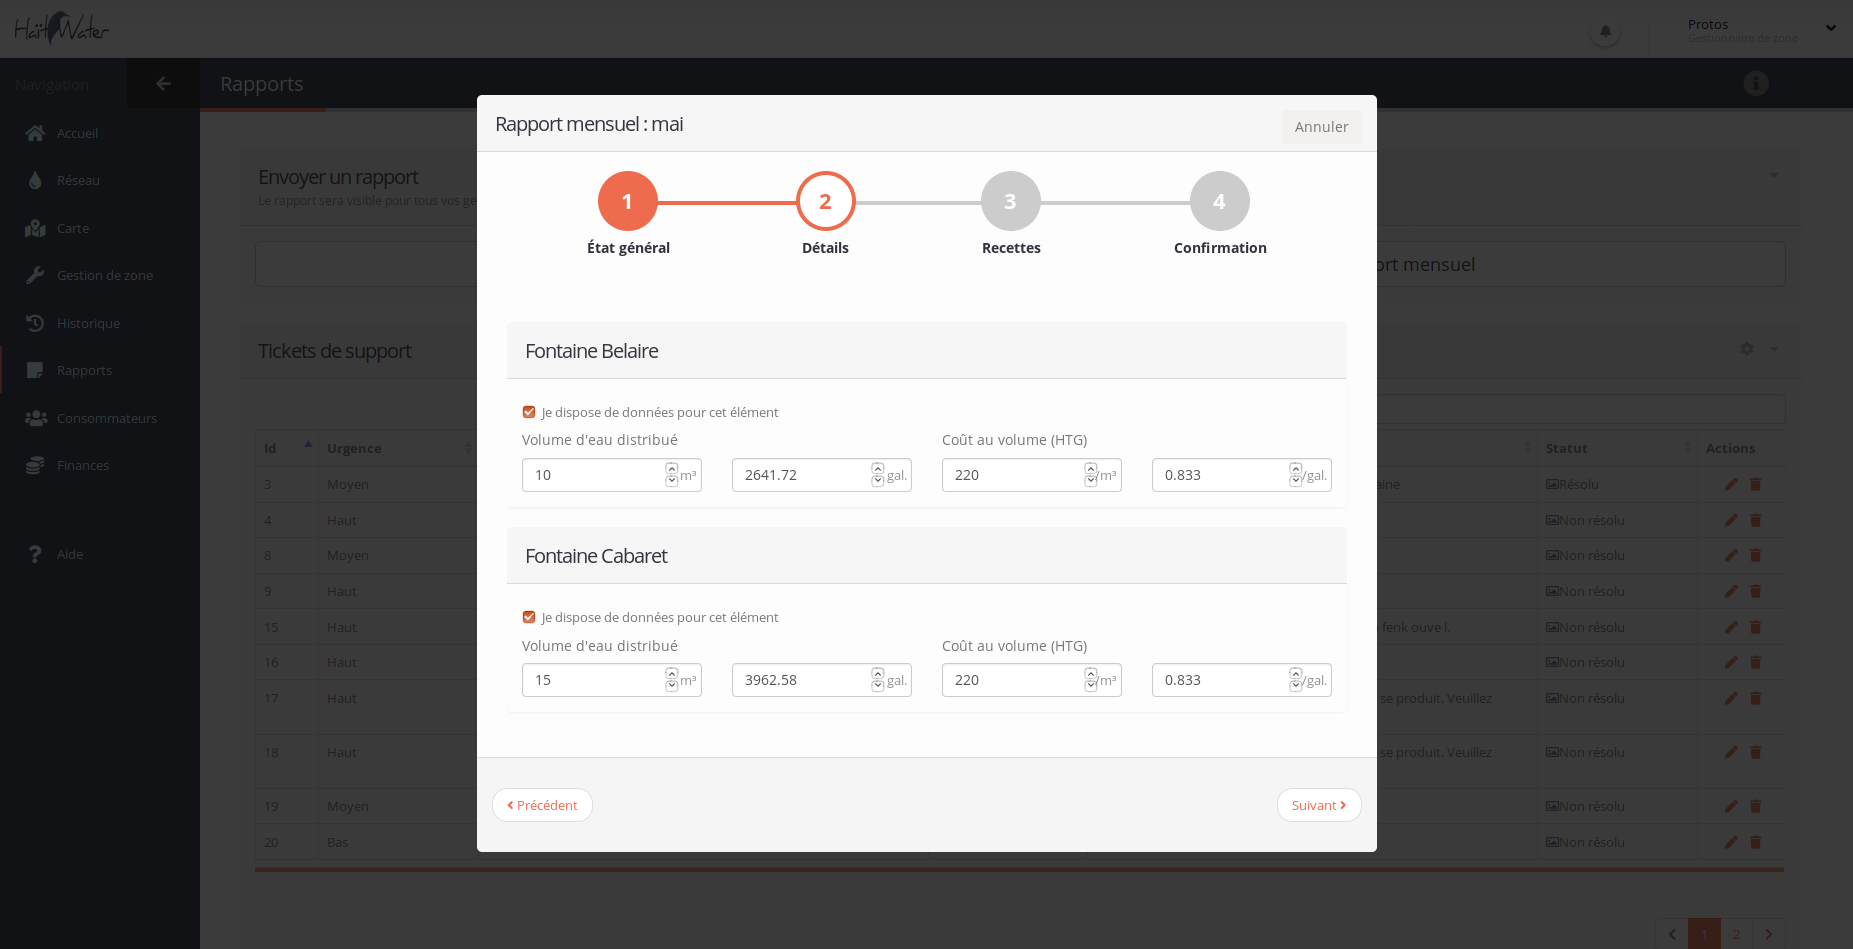 Haïti Water
Protos
Gestionnaire de zone
Navigation
Rapports
Accueil
Réseau
Carte
Gestion de zone
Historique
Rapports
Consommateurs
Finances
Aide
Envoyer un rapport
Le rapport sera visible pour tous vos ge
ort mensuel
Tickets de support
Id Urgence Statut Actions
3 Moyen aine Résolu
4 Haut Non résolu
8 Moyen Non résolu
9 Haut Non résolu
15 Haut fenk ouve l. Non résolu
16 Haut Non résolu
17 Haut se produit. Veuillez Non résolu
18 Haut se produit. Veuillez Non résolu
19 Moyen Non résolu
20 Bas Non résolu
1 2
Rapport mensuel : mai
Annuler
1 2 3 4
État général Détails Recettes Confirmation
Fontaine Belaire
Je dispose de données pour cet élément
Volume d'eau distribué Coût au volume (HTG)
10 m³ 2641.72 gal. 220 /m³ 0.833 /gal.
Fontaine Cabaret
Je dispose de données pour cet élément
Volume d'eau distribué Coût au volume (HTG)
15 m³ 3962.58 gal. 220 /m³ 0.833 /gal.
Précédent Suivant